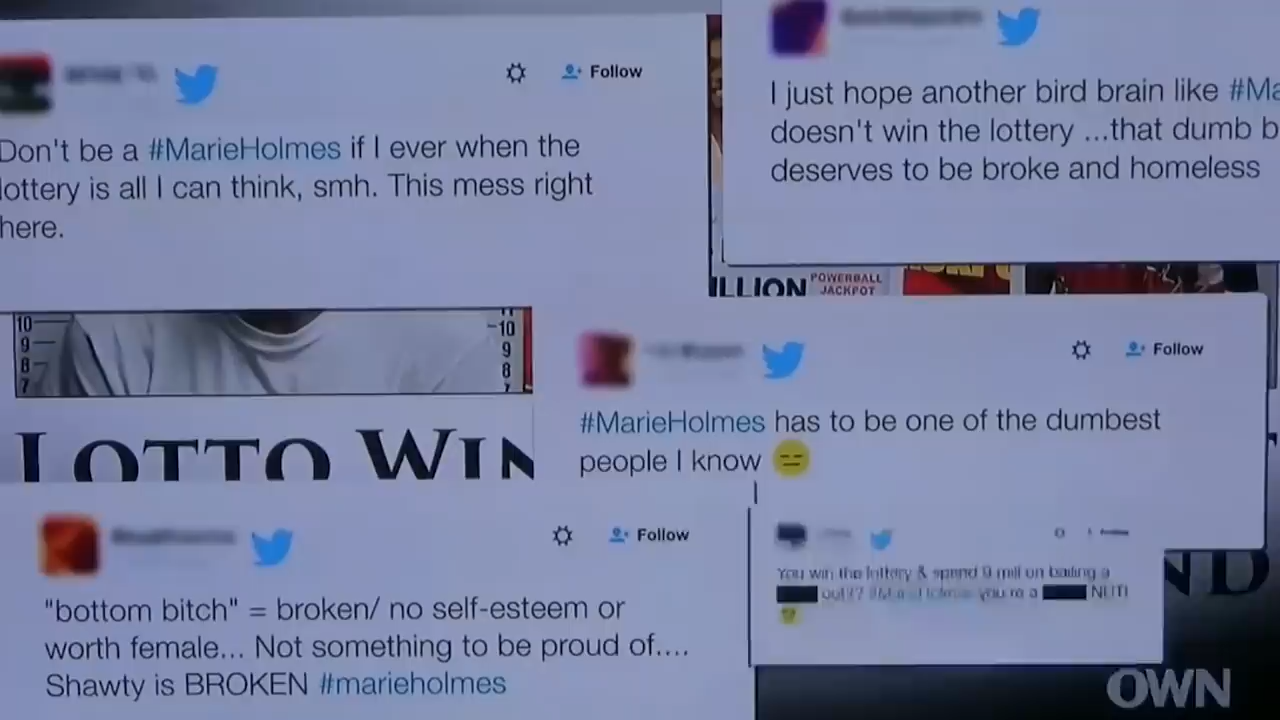 Follow
Don't be a #MarieHolmes if I ever when the
lottery is all I can think, smh. This mess right
here.
I just hope another bird brain like #Ma
doesn't win the lottery ...that dumb b
deserves to be broke and homeless
ILLION POWERBALL
JACKPOT
10 10
9 9
8 8
7 7
LOTTO WIN
Follow
#MarieHolmes has to be one of the dumbest
people I know
Follow
"bottom bitch" = broken/ no self-esteem or
worth female... Not something to be proud of....
Shawty is BROKEN #marieholmes
You win the lottery & spend 9 mill on bailing a
out?? you're a NUT!
ND
OWN